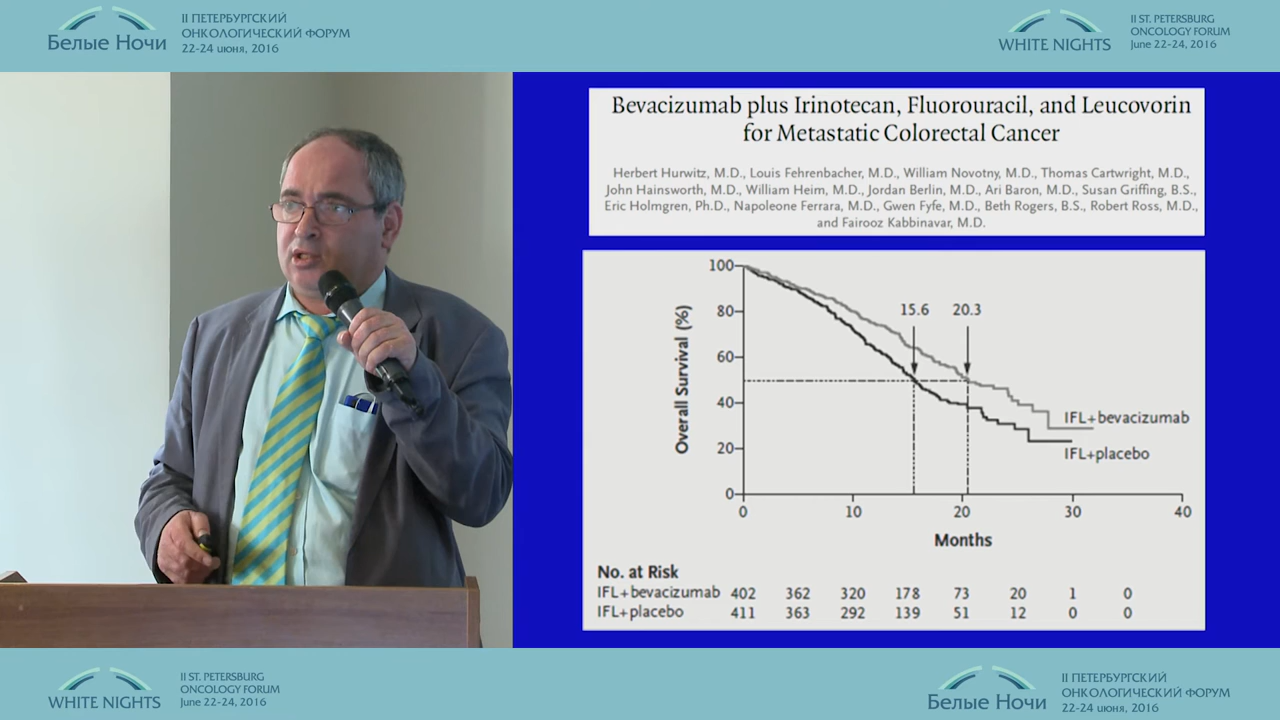 II ПЕТЕРБУРГСКИЙ
ОНКОЛОГИЧЕСКИЙ ФОРУМ
22-24 июня, 2016
Белые Ночи
WHITE NIGHTS
II ST. PETERSBURG
ONCOLOGY FORUM
June 22-24, 2016
Bevacizumab plus Irinotecan, Fluorouracil, and Leucovorin
for Metastatic Colorectal Cancer
Herbert Hurwitz, M.D., Louis Fehrenbacher, M.D., William Novotny, M.D., Thomas Cartwright, M.D.,
John Hainsworth, M.D., William Heim, M.D., Jordan Berlin, M.D., Ari Baron, M.D., Susan Griffing, B.S.,
Eric Holmgren, Ph.D., Napoleone Ferrara, M.D., Gwen Fyfe, M.D., Beth Rogers, B.S., Robert Ross, M.D.,
and Fairooz Kabbinavar, M.D.
Overall Survival (%)
100
80
60
40
20
0
15.6 20.3
IFL+bevacizumab
IFL+placebo
0 10 20 30 40
Months
No. at Risk
IFL+bevacizumab 402 362 320 178 73 20 1 0
IFL+placebo 411 363 292 139 51 12 0 0
WHITE NIGHTS
II ST. PETERSBURG
ONCOLOGY FORUM
June 22-24, 2016
Белые Ночи
II ПЕТЕРБУРГСКИЙ
ОНКОЛОГИЧЕСКИЙ ФОРУМ
22-24 июня, 2016